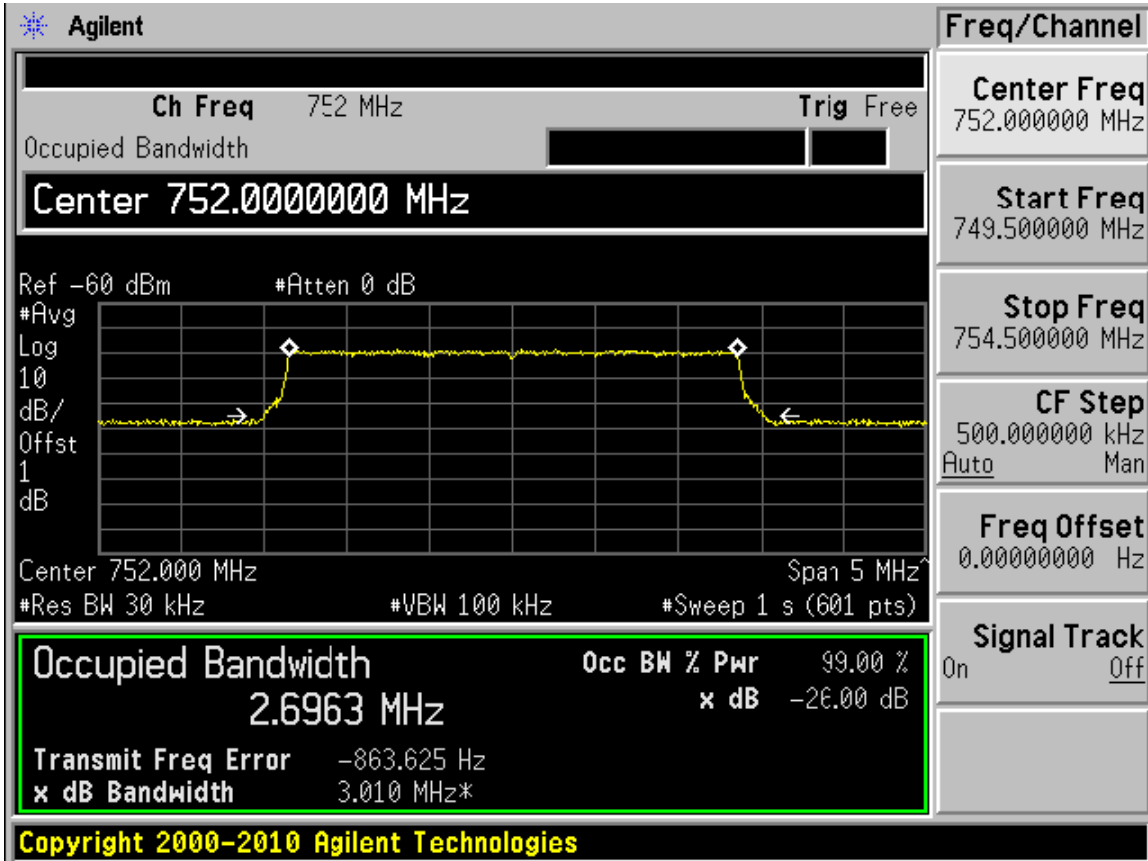 Agilent
Freq/Channel
Ch Freq 752 MHz Trig Free
Occupied Bandwidth
Center 752.0000000 MHz
Ref -60 dBm #Atten 0 dB
#Avg
Log
10
dB/
Offst
1
dB
Center 752.000 MHz Span 5 MHz^
#Res BW 30 kHz #VBW 100 kHz #Sweep 1 s (601 pts)
Occupied Bandwidth
2.6963 MHz
Occ BW % Pwr 99.00 %
x dB -26.00 dB
Transmit Freq Error -863.625 Hz
x dB Bandwidth 3.010 MHz*
Center Freq
752.000000 MHz
Start Freq
749.500000 MHz
Stop Freq
754.500000 MHz
CF Step
500.000000 kHz
Auto Man
Freq Offset
0.00000000 Hz
Signal Track
On Off
Copyright 2000-2010 Agilent Technologies